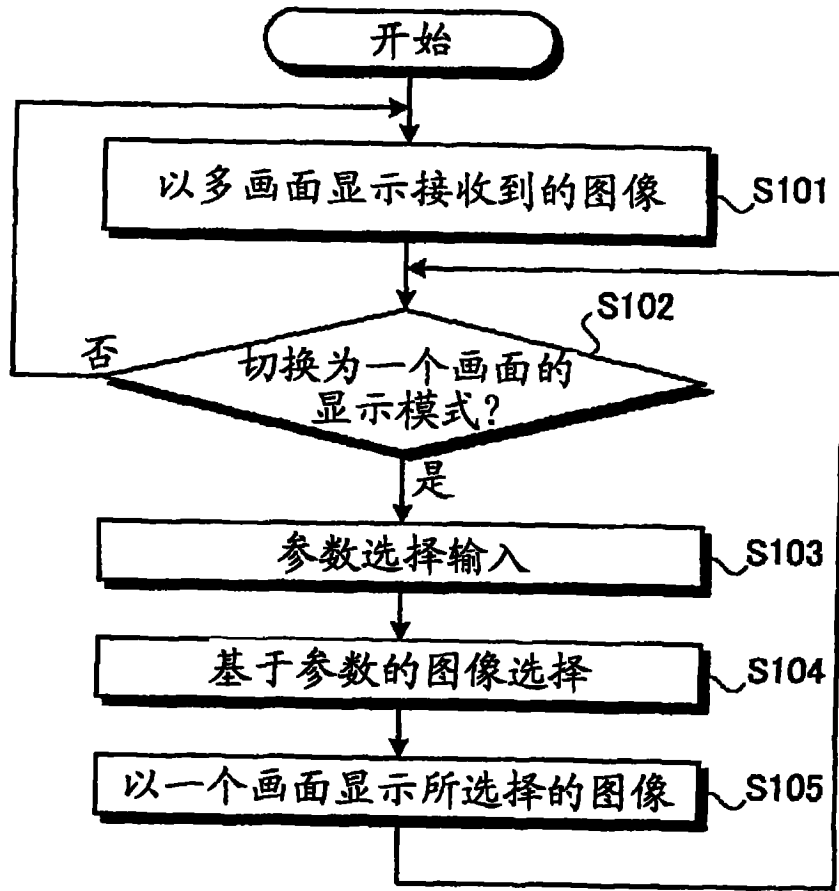 开始
以多画面显示接收到的图像
S101
S102
否
切换为一个画面的
显示模式?
是
参数选择输入
S103
基于参数的图像选择
S104
以一个画面显示所选择的图像
S105